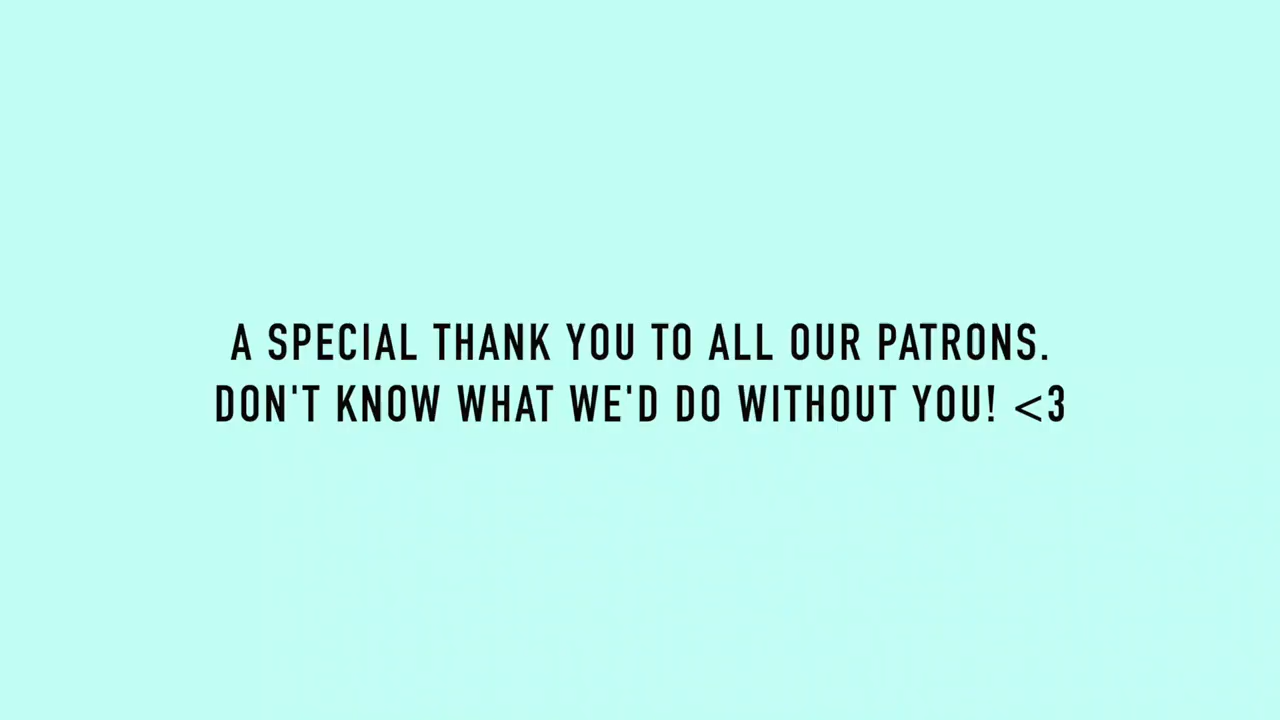 A SPECIAL THANK YOU TO ALL OUR PATRONS.
DON'T KNOW WHAT WE'D DO WITHOUT YOU! <3